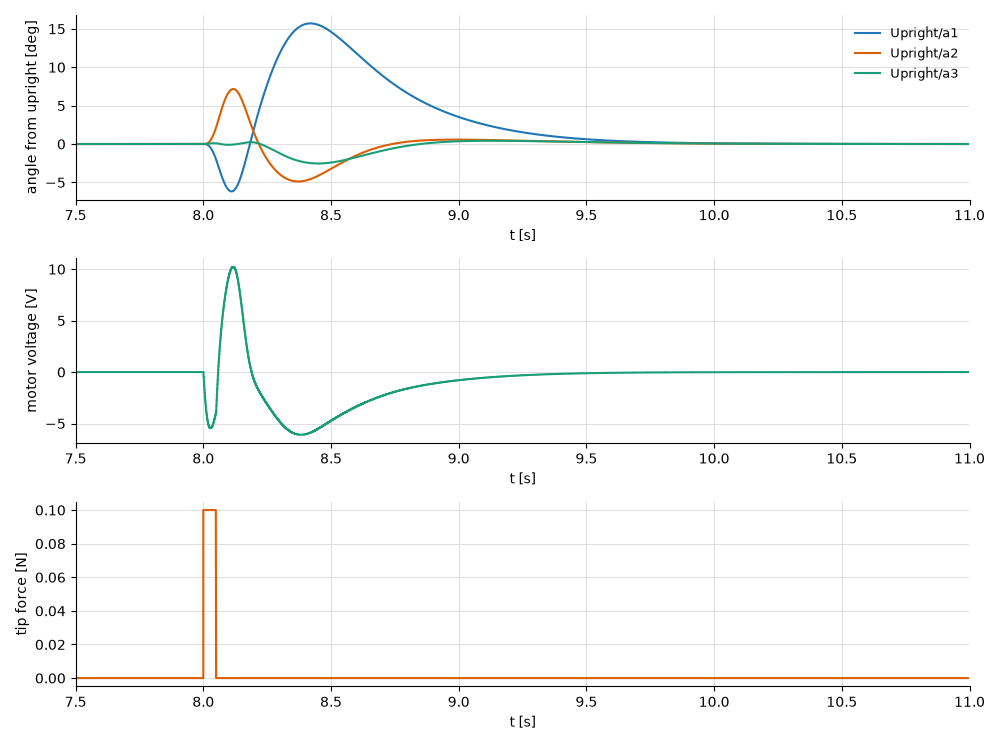 angle from upright [deg]
15
10
5
0
−5
Upright/a1
Upright/a2
Upright/a3
7.5 8.0 8.5 9.0 9.5 10.0 10.5 11.0
t [s]
motor voltage [V]
10
5
0
−5
7.5 8.0 8.5 9.0 9.5 10.0 10.5 11.0
t [s]
tip force [N]
0.10
0.08
0.06
0.04
0.02
0.00
7.5 8.0 8.5 9.0 9.5 10.0 10.5 11.0
t [s]